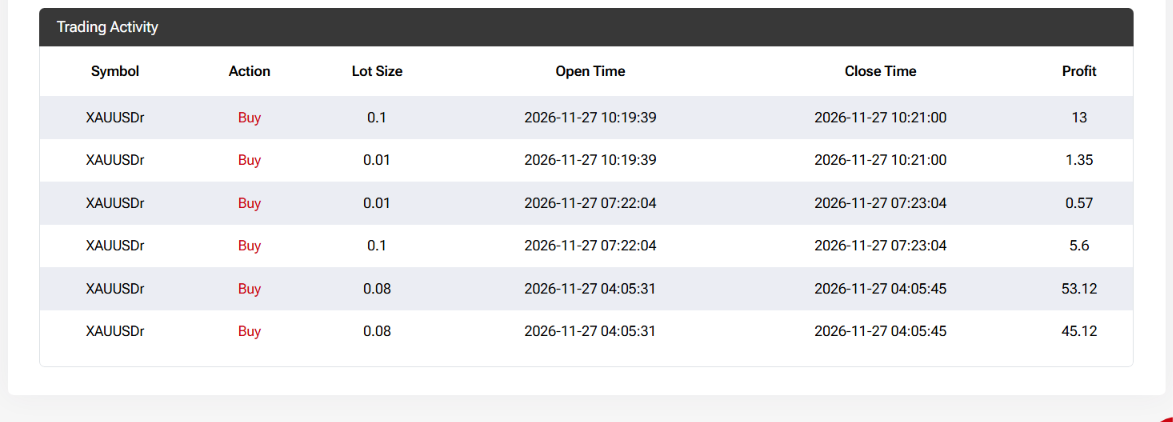 Trading Activity
Symbol Action Lot Size Open Time Close Time Profit
XAUUSDr Buy 0.1 2026-11-27 10:19:39 2026-11-27 10:21:00 13
XAUUSDr Buy 0.01 2026-11-27 10:19:39 2026-11-27 10:21:00 1.35
XAUUSDr Buy 0.01 2026-11-27 07:22:04 2026-11-27 07:23:04 0.57
XAUUSDr Buy 0.1 2026-11-27 07:22:04 2026-11-27 07:23:04 5.6
XAUUSDr Buy 0.08 2026-11-27 04:05:31 2026-11-27 04:05:45 53.12
XAUUSDr Buy 0.08 2026-11-27 04:05:31 2026-11-27 04:05:45 45.12